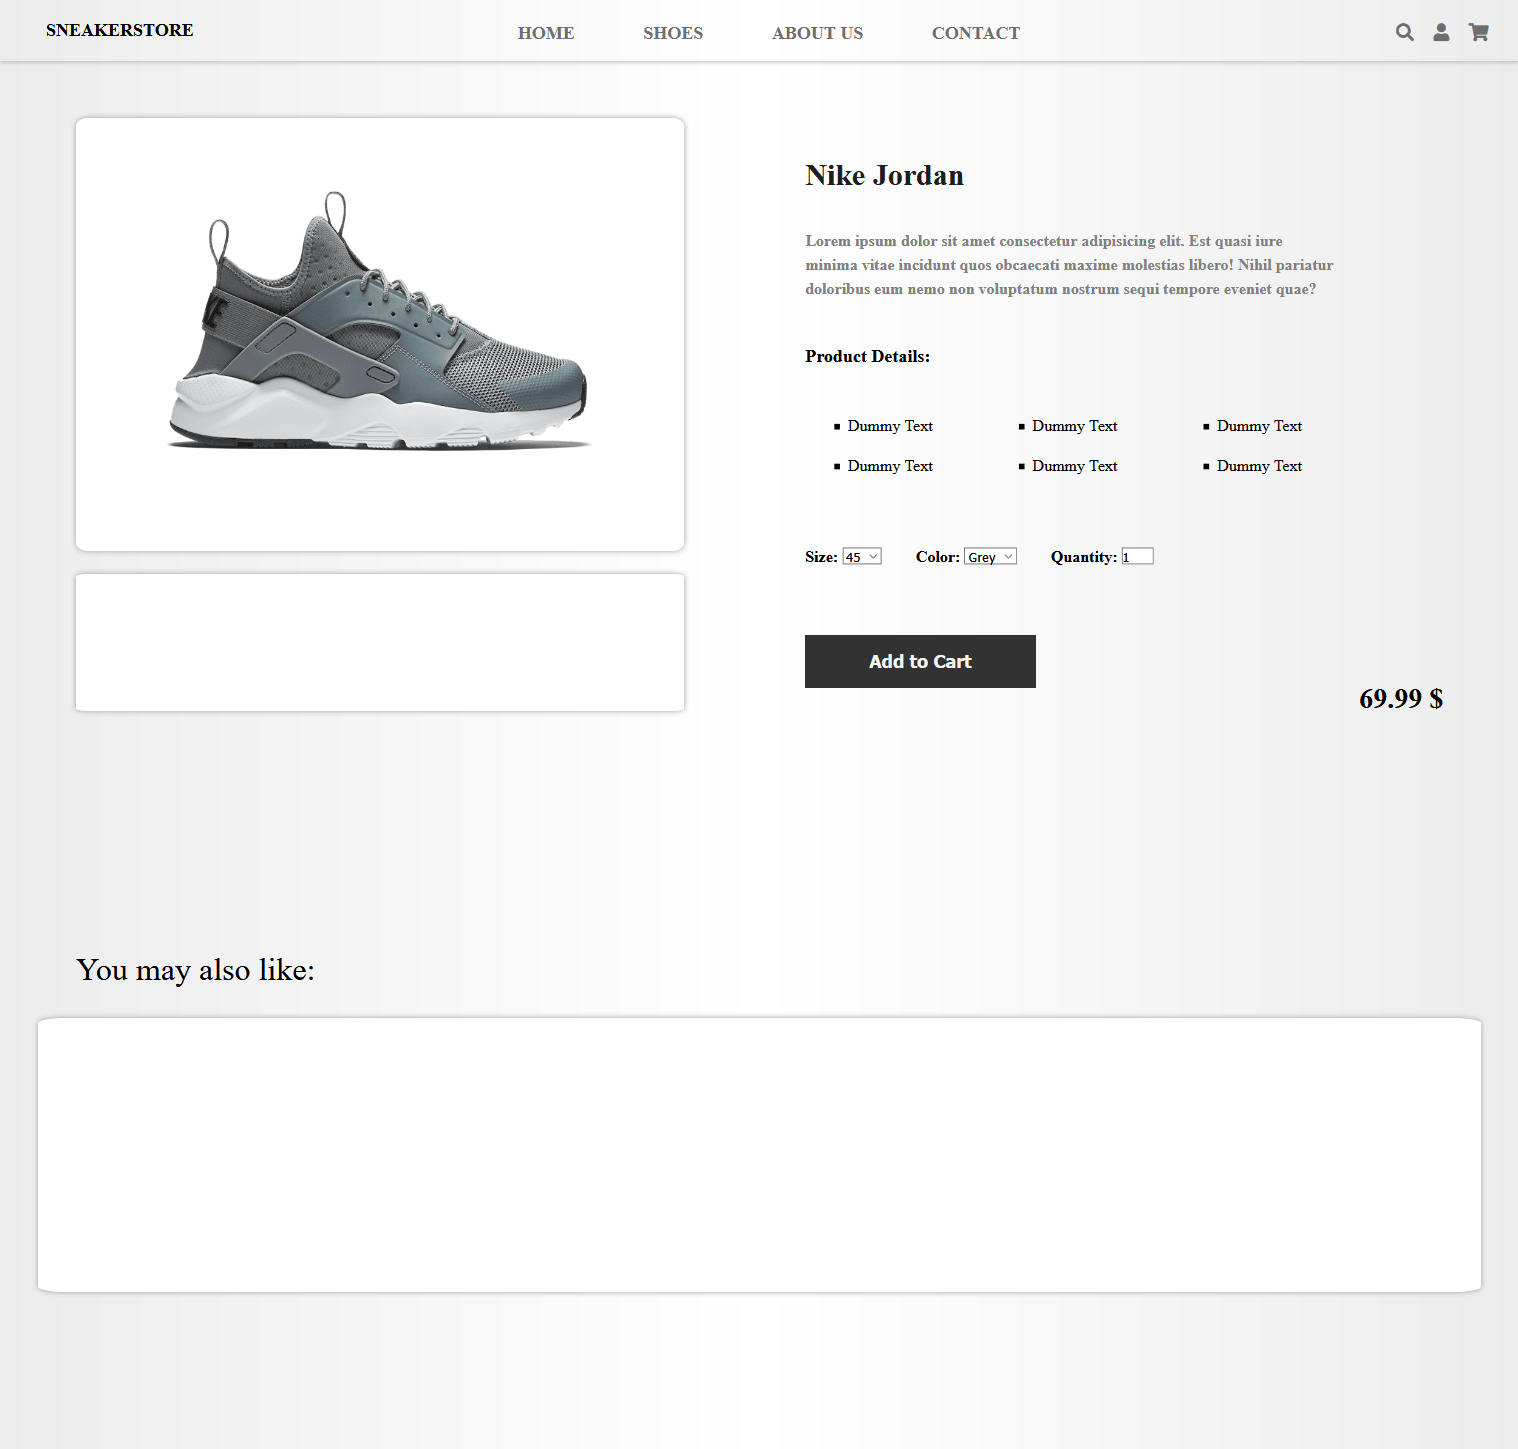 SNEAKERSTORE
HOME SHOES ABOUT US CONTACT
Nike Jordan
Lorem ipsum dolor sit amet consectetur adipisicing elit. Est quasi iure
minima vitae incidunt quos obcaecati maxime molestias libero! Nihil pariatur
doloribus eum nemo non voluptatum nostrum sequi tempore eveniet quae?
Product Details:
Dummy Text Dummy Text Dummy Text
Dummy Text Dummy Text Dummy Text
Size: 45 Color: Grey Quantity: 1
Add to Cart
69.99 $
You may also like: